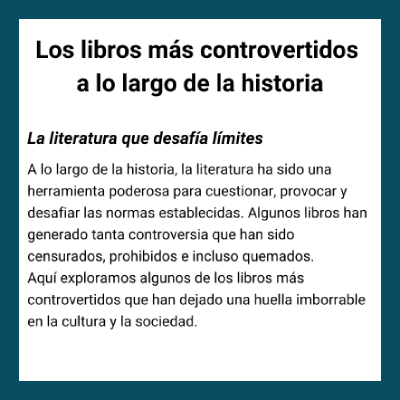 Los libros más controvertidos
a lo largo de la historia
La literatura que desafía límites
A lo largo de la historia, la literatura ha sido una
herramienta poderosa para cuestionar, provocar y
desafiar las normas establecidas. Algunos libros han
generado tanta controversia que han sido
censurados, prohibidos e incluso quemados.
Aquí exploramos algunos de los libros más
controvertidos que han dejado una huella imborrable
en la cultura y la sociedad.